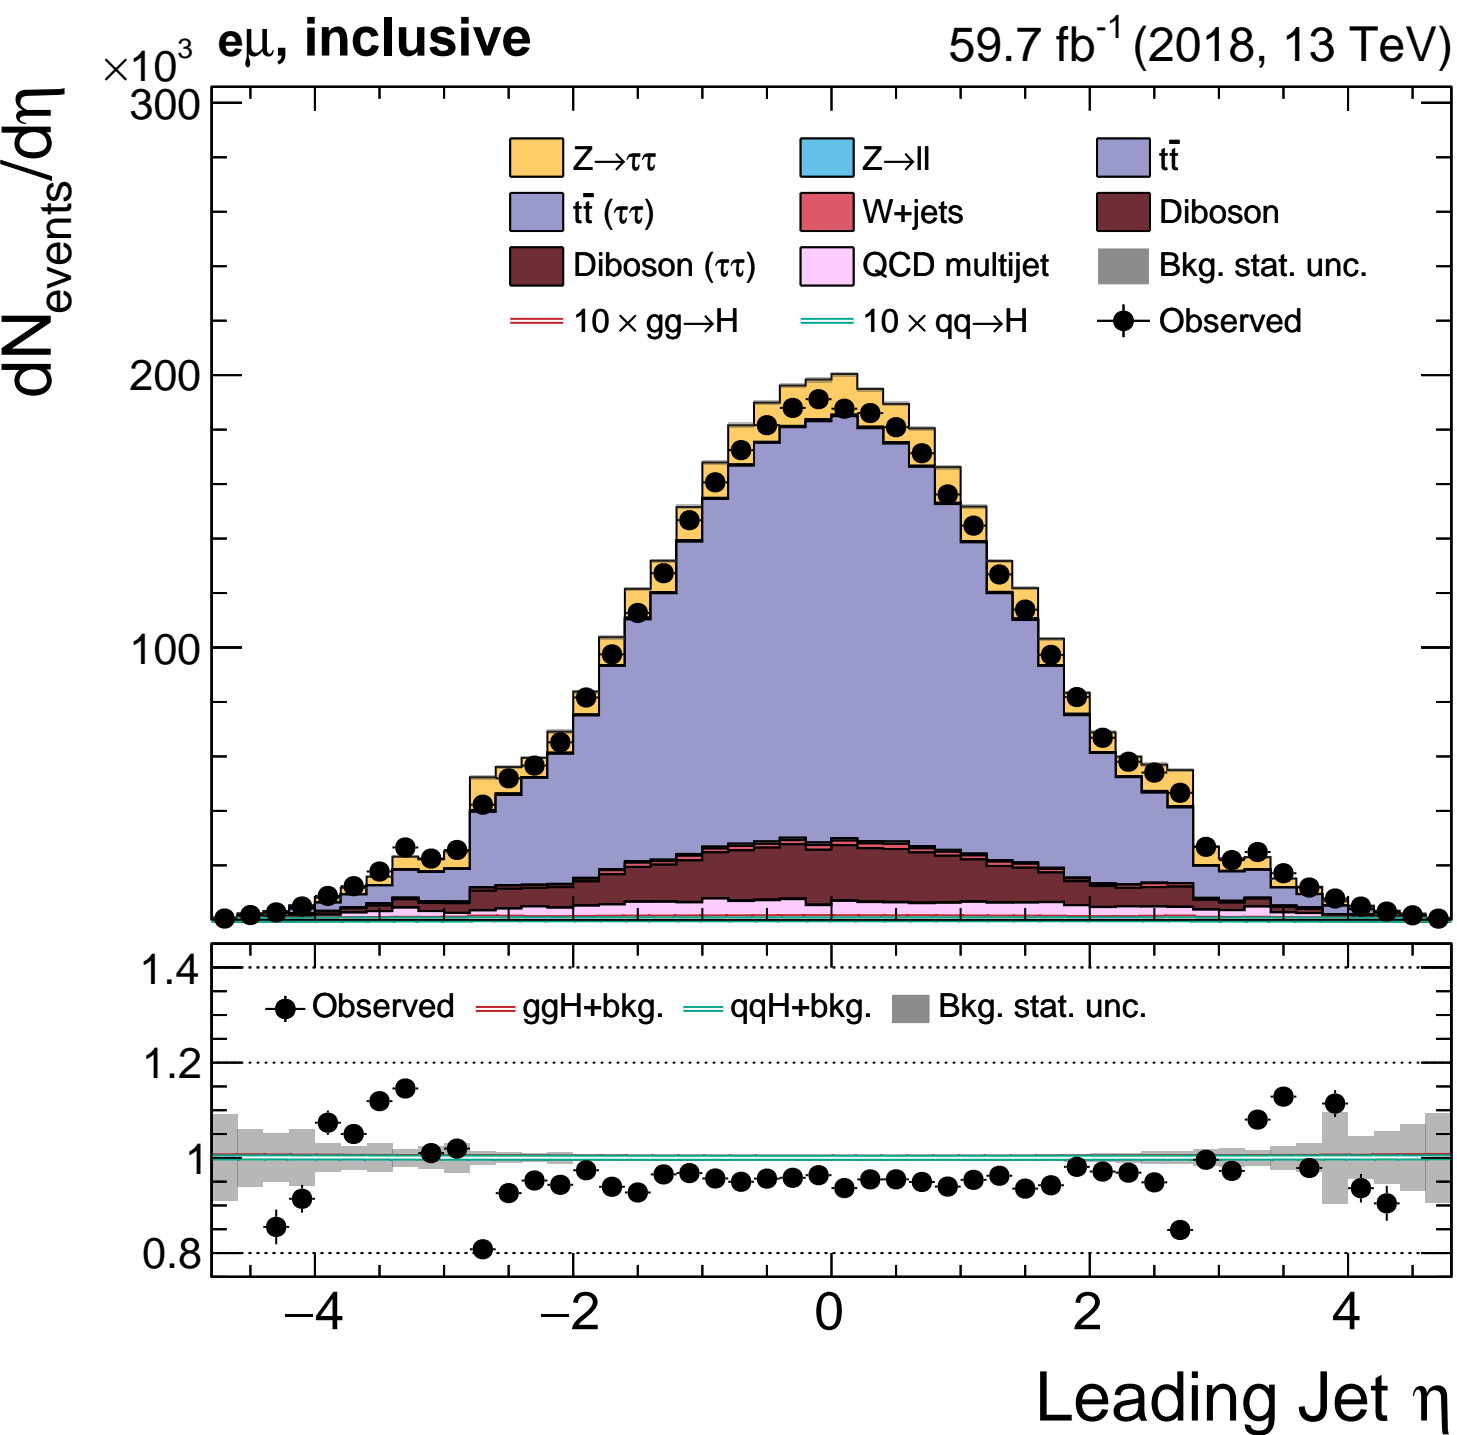 ×10³ eμ, inclusive 59.7 fb⁻¹ (2018, 13 TeV)
dN_events/dη
300
200
100
Z→ττ Z→ll tt̄
tt̄ (ττ) W+jets Diboson
Diboson (ττ) QCD multijet Bkg. stat. unc.
10 × gg→H 10 × qq→H Observed
1.4
1.2
1
0.8
Observed ggH+bkg. qqH+bkg. Bkg. stat. unc.
−4 −2 0 2 4
Leading Jet η